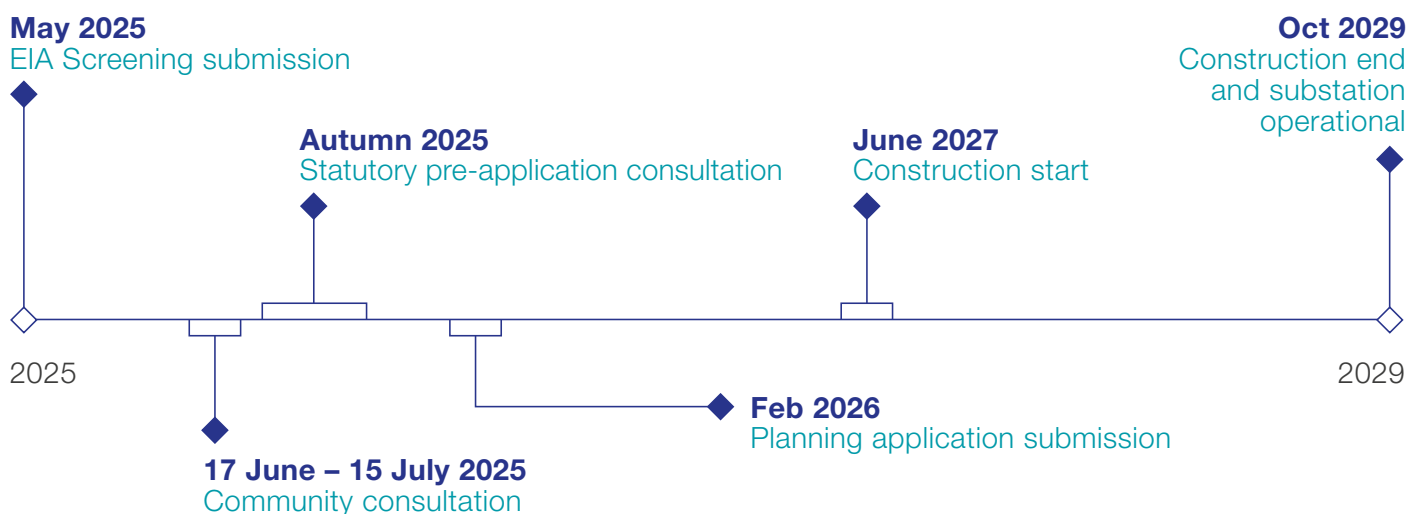 May 2025
EIA Screening submission
Oct 2029
Construction end
and substation
operational
Autumn 2025
Statutory pre-application consultation
June 2027
Construction start
2025
2029
Feb 2026
Planning application submission
17 June – 15 July 2025
Community consultation